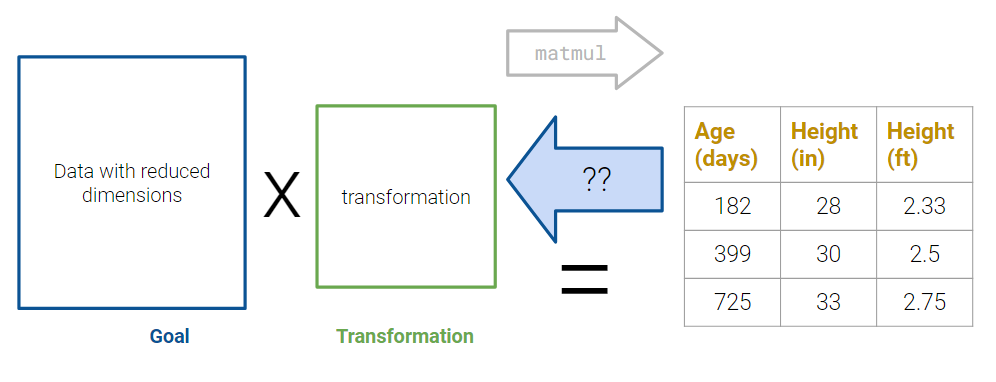 matmul
Data with reduced
dimensions
X
transformation
??
=
Age
(days)
Height
(in)
Height
(ft)
182 28 2.33
399 30 2.5
725 33 2.75
Goal
Transformation